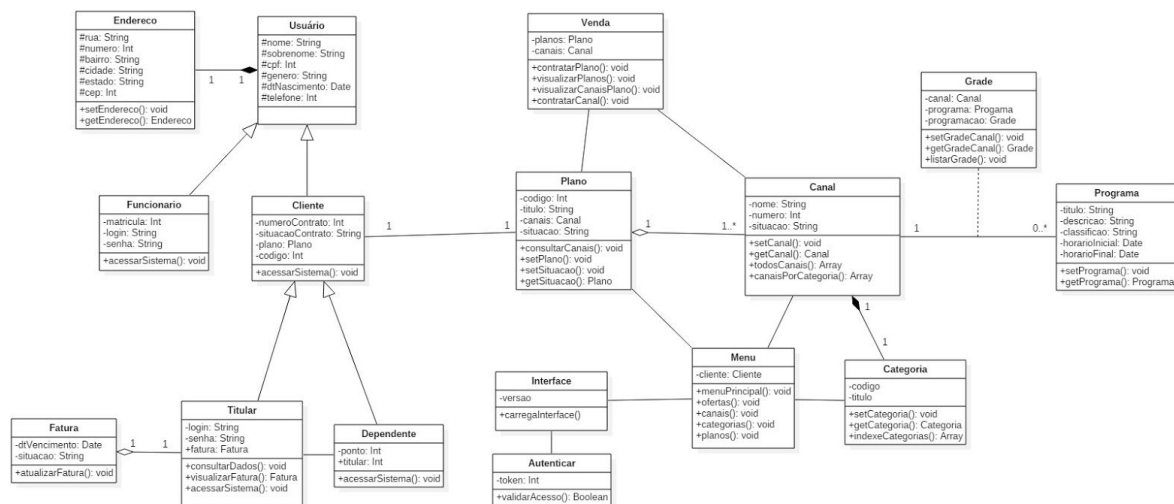 Endereco
#rua: String
#numero: Int
#bairro: String
#cidade: String
#estado: String
#cep: Int
+setEndereco(): void
+getEndereco(): Endereco
1
1
Usuário
#nome: String
#sobrenome: String
#cpf: Int
#genero: String
#dtNascimento: Date
#telefone: Int
Venda
-planos: Plano
-canais: Canal
+contratarPlano(): void
+visualizarPlanos(): void
+visualizarCanaisPlano(): void
+contratarCanal(): void
Grade
-canal: Canal
-programa: Progama
-programacao: Grade
+setGradeCanal(): void
+getGradeCanal(): Grade
+listarGrade(): void
Funcionario
-matricula: Int
-login: String
-senha: String
+acessarSistema(): void
Cliente
-numeroContrato: Int
-situacaoContrato: String
-plano: Plano
-codigo: Int
+acessarSistema(): void
1
1
Plano
-codigo: Int
-titulo: String
-canais: Canal
-situacao: String
+consultarCanais(): void
+setPlano(): void
+setSituacao(): void
+getSituacao(): Plano
1
1..*
Canal
-nome: String
-numero: Int
-situacao: String
+setCanal(): void
+getCanal(): Canal
+todosCanais(): Array
+canaisPorCategoria(): Array
1
0..*
Programa
-titulo: String
-descricao: String
-classificao: String
-horarioInicial: Date
-horarioFinal: Date
+setPrograma(): void
+getPrograma(): Programa
1
1
Menu
-cliente: Cliente
+menuPrincipal(): void
+ofertas(): void
+canais(): void
+categorias(): void
+planos(): void
Categoria
-codigo
-titulo
+setCategoria(): void
+getCategoria(): Categoria
+indexeCategorias(): Array
Interface
-versao
+carregaInterface()
Autenticar
-token: Int
+validarAcesso(): Boolean
Fatura
-dtVencimento: Date
-situacao: String
+atualizarFatura(): void
1
1
Titular
-login: String
-senha: String
+fatura: Fatura
+consultarDados(): void
+visualizarFatura(): Fatura
+acessarSistema(): void
Dependente
-ponto: Int
-titular: Int
+acessarSistema(): void